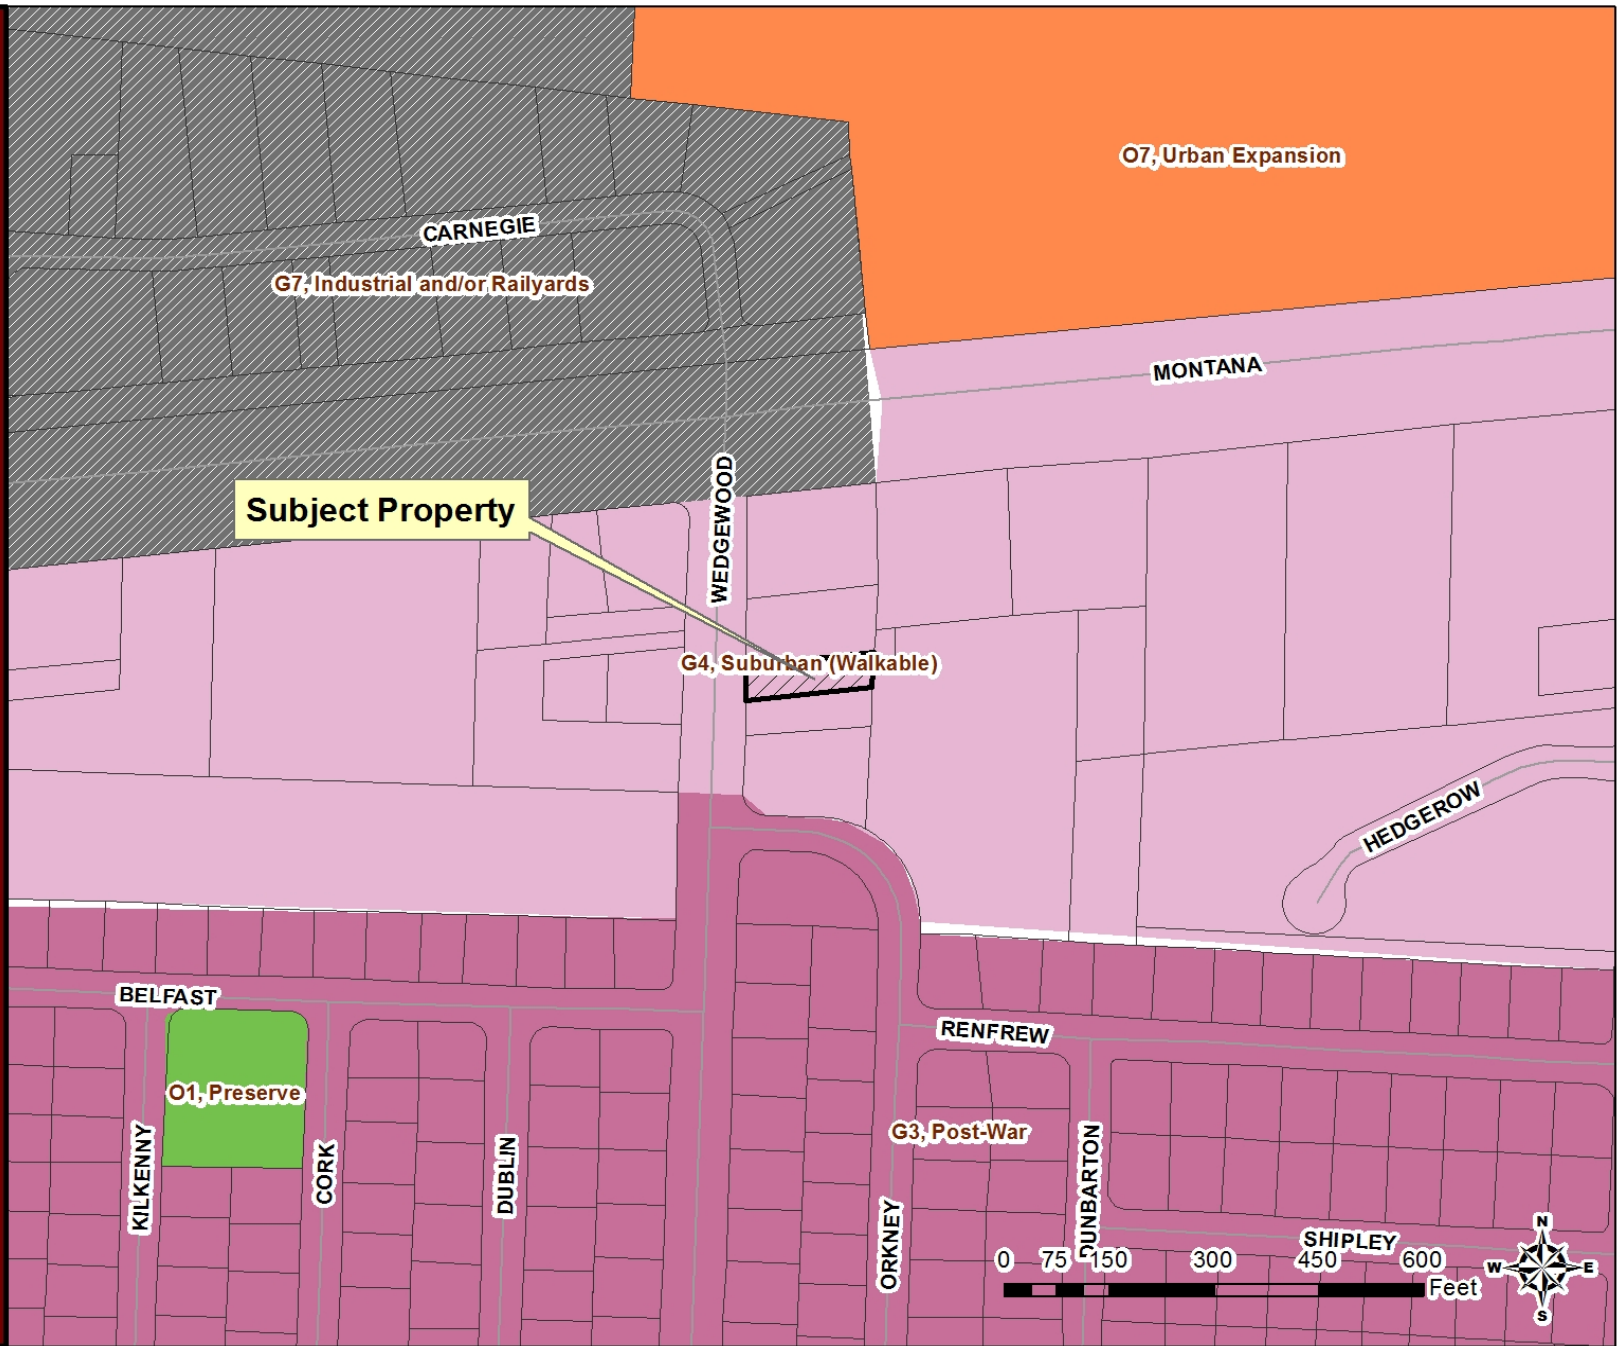 O7, Urban Expansion
CARNEGIE
G7, Industrial and/or Railyards
MONTANA
Subject Property
WEDGEWOOD
G4, Suburban (Walkable)
HEDGEROW
BELFAST
RENFREW
O1, Preserve
G3, Post-War
KILKENNY
CORK
DUBLIN
ORKNEY
DUNBARTON
SHIPLEY
0 75 150 300 450 600
Feet
N
W E
S